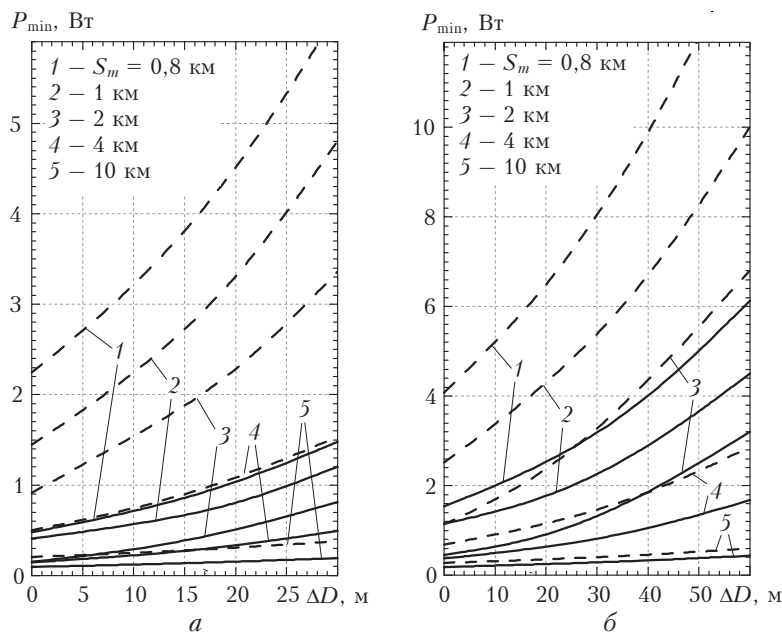 P_min, Вт
1 – S_m = 0,8 км
2 – 1 км
3 – 2 км
4 – 4 км
5 – 10 км
5
4
3
2
1
0
1
2
3
4
5
0 5 10 15 20 25 ΔD, м
а
P_min, Вт
1 – S_m = 0,8 км
2 – 1 км
3 – 2 км
4 – 4 км
5 – 10 км
10
8
6
4
2
0
1
2
3
4
5
0 10 20 30 40 50 ΔD, м
б